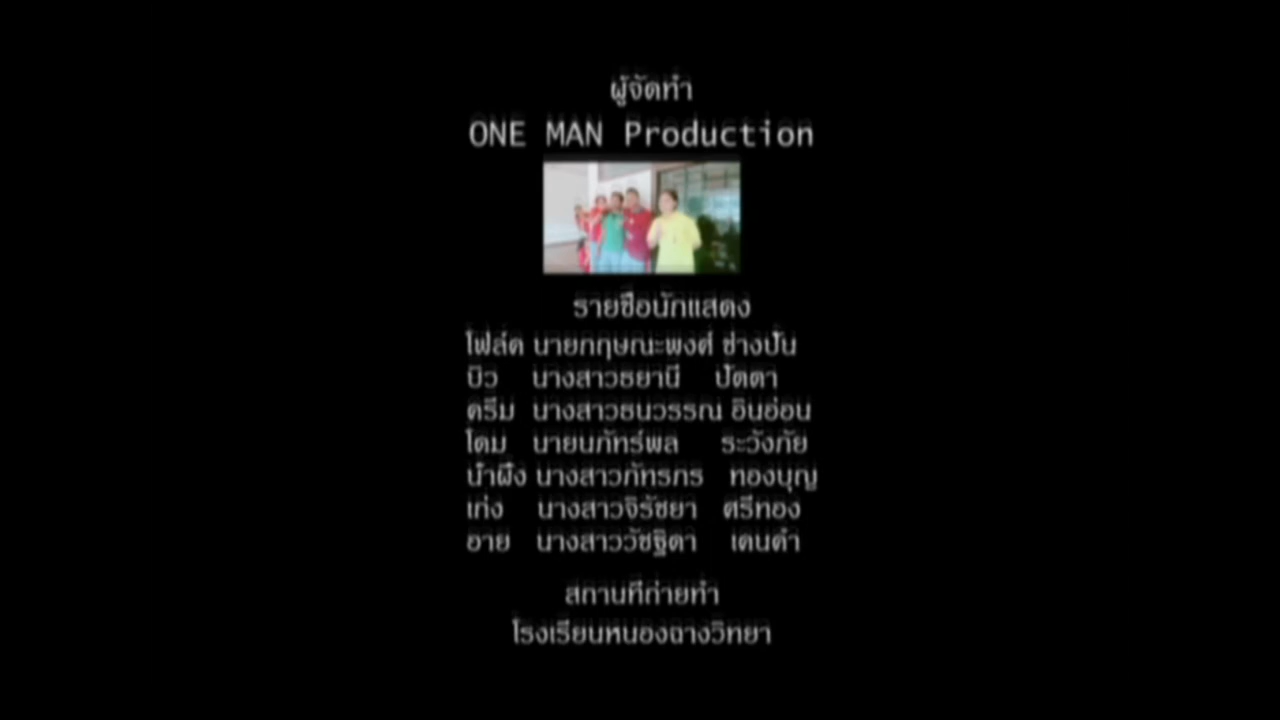 ผู้จัดทำ
ONE MAN Production
รายชื่อนักแสดง
โฟล์ค นายกฤษณะพงศ์ ช่างปั้น
บิว นางสาวธยานี ปัตตา
ครีม นางสาวธนวรรณ อินอ่อน
โดม นายนภัทร์พล ระวังภัย
น้ำผึ้ง นางสาวภัทรภร ทองบุญ
เก่ง นางสาวจิรัชยา ศรีทอง
อาย นางสาววัชฐิตา เดนดำ
สถานที่ถ่ายทำ
โรงเรียนหนองฉางวิทยา